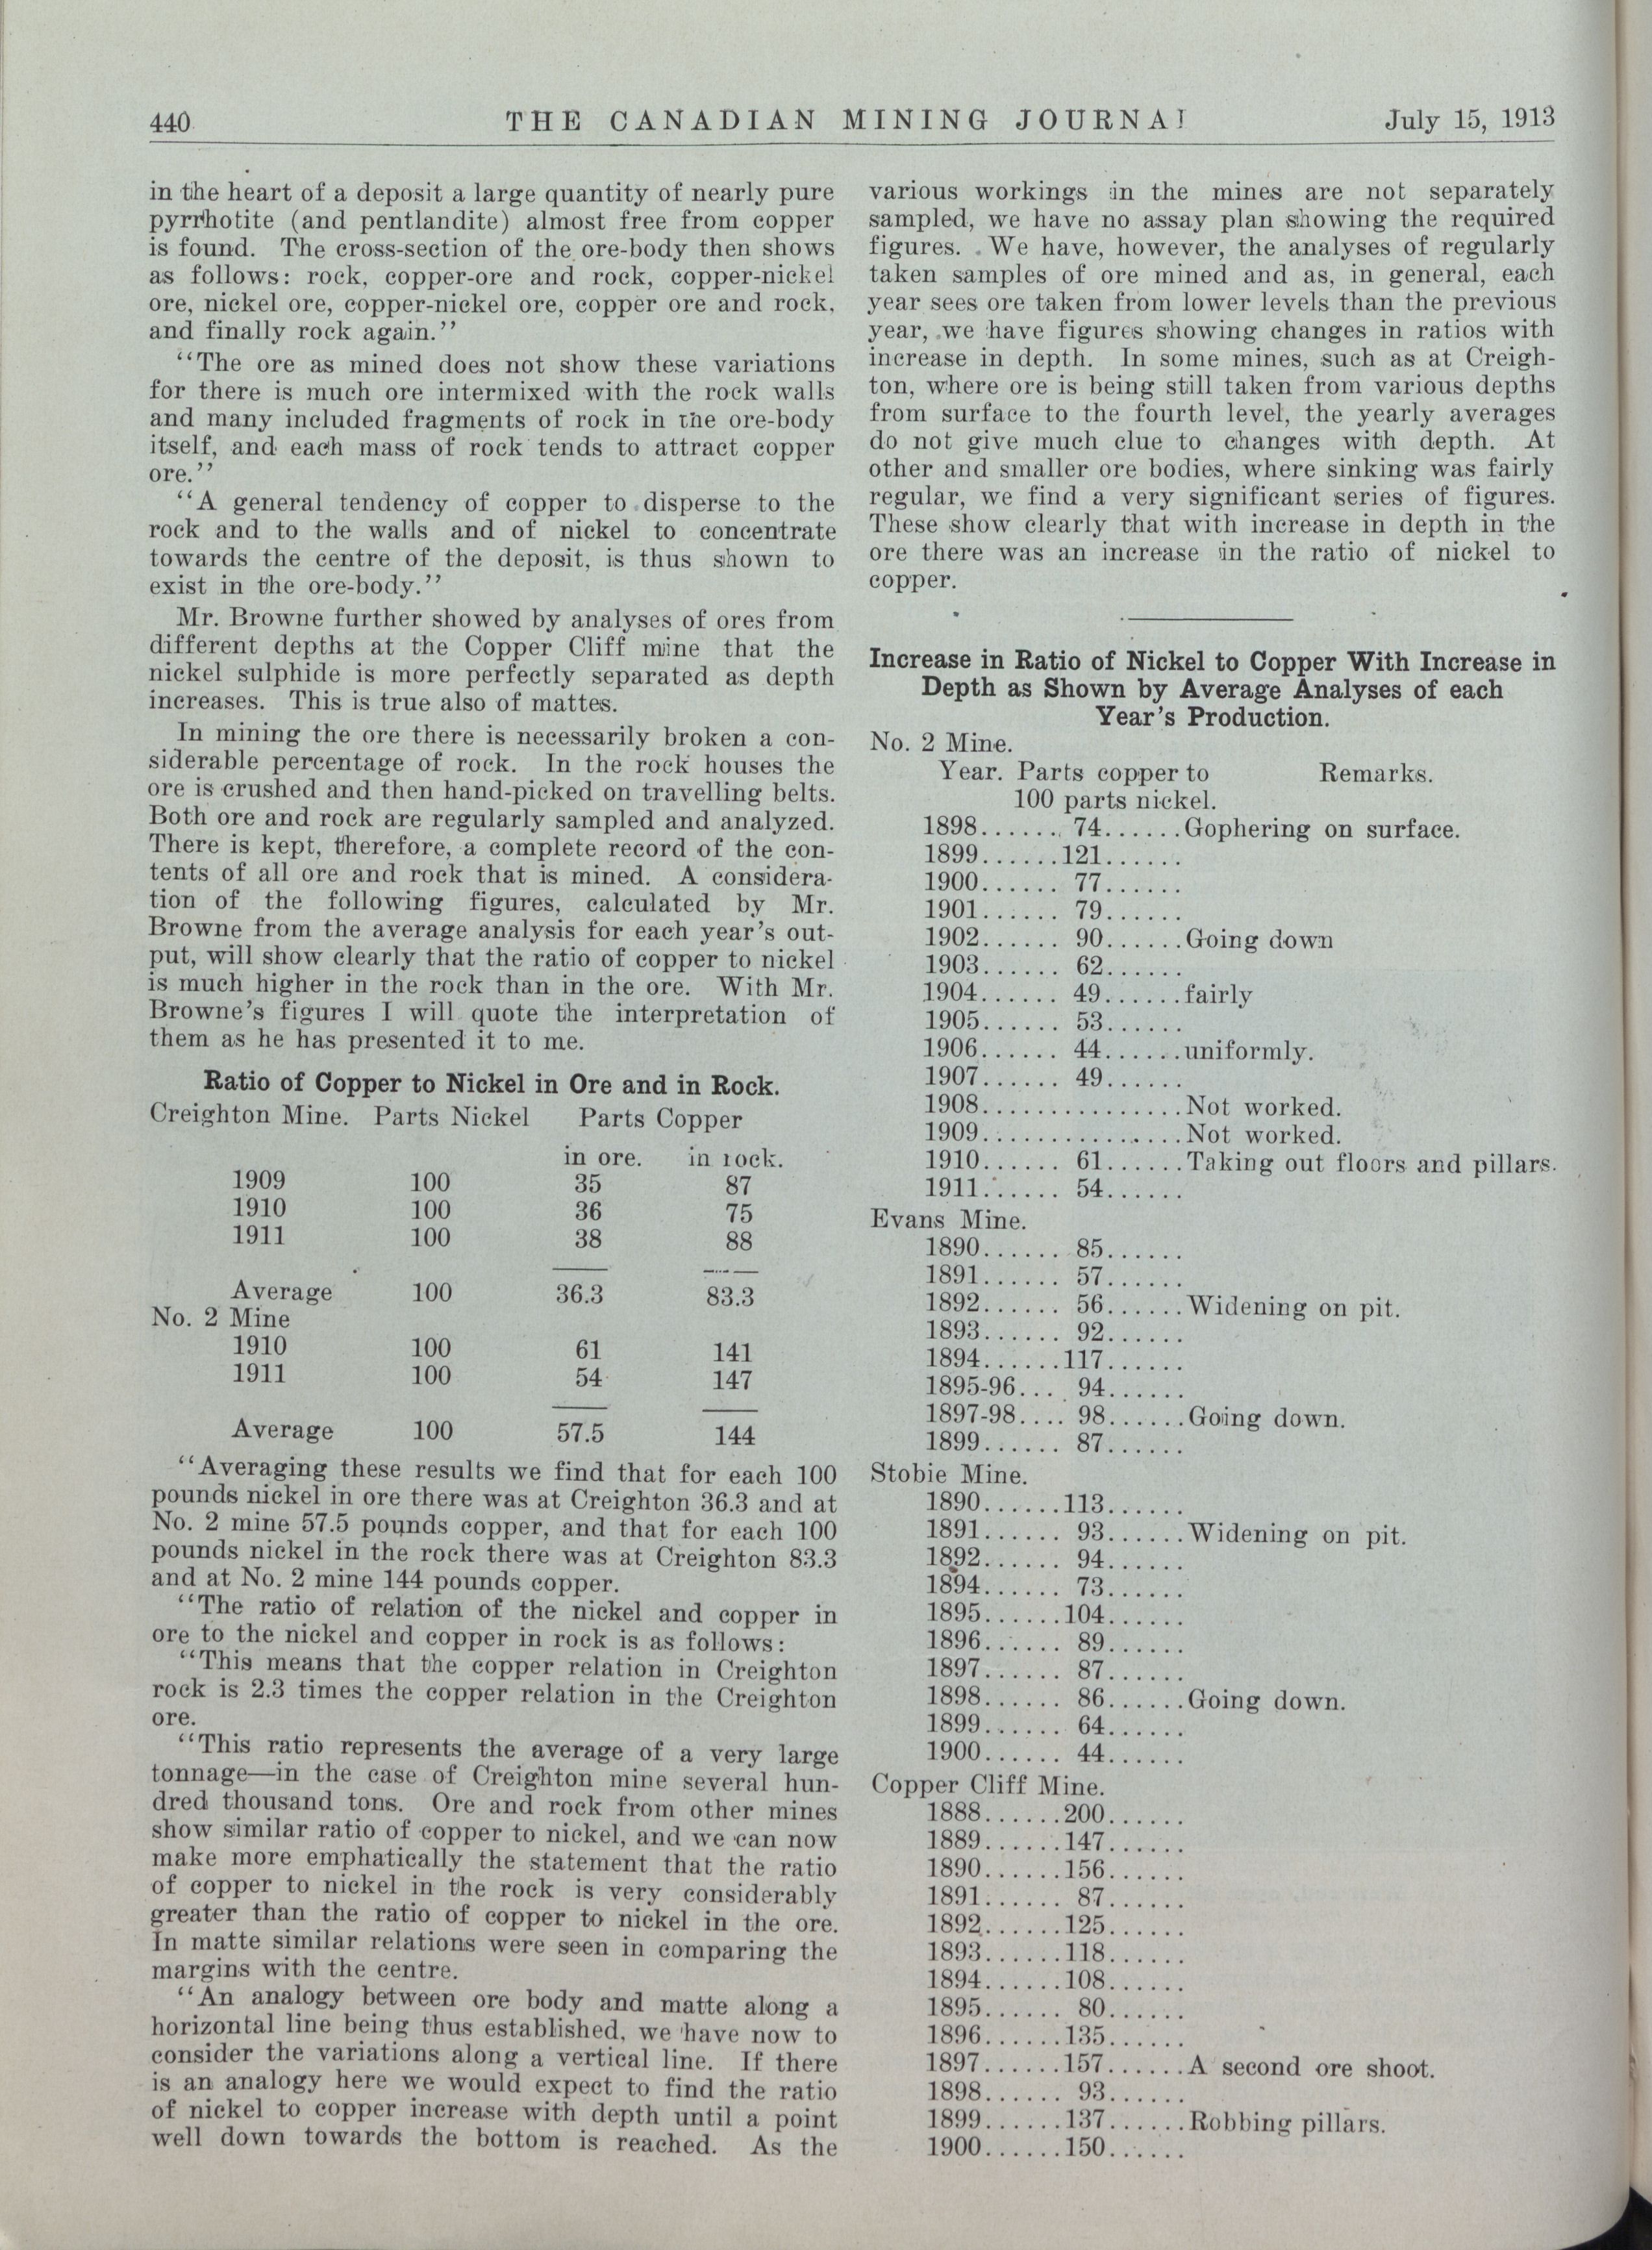 440 THE CANADIAN MINING JOURNAL July 15, 1913
in the heart of a deposit a large quantity of nearly pure
pyrrhotite (and pentlandite) almost free from copper
is found. The cross-section of the ore-body then shows
as follows: rock, copper-ore and rock, copper-nickel
ore, nickel ore, copper-nickel ore, copper ore and rock,
and finally rock again.''
``The ore as mined does not show these variations
for there is much ore intermixed with the rock walls
and many included fragments of rock in the ore-body
itself, and each mass of rock tends to attract copper
ore.''
``A general tendency of copper to disperse to the
rock and to the walls and of nickel to concentrate
towards the centre of the deposit, is thus shown to
exist in the ore-body.''
Mr. Browne further showed by analyses of ores from
different depths at the Copper Cliff mine that the
nickel sulphide is more perfectly separated as depth
increases. This is true also of mattes.
In mining the ore there is necessarily broken a con-
siderable percentage of rock. In the rock houses the
ore is crushed and then hand-picked on travelling belts.
Both ore and rock are regularly sampled and analyzed.
There is kept, therefore, a complete record of the con-
tents of all ore and rock that is mined. A considera-
tion of the following figures, calculated by Mr.
Browne from the average analysis for each year's out-
put, will show clearly that the ratio of copper to nickel
is much higher in the rock than in the ore. With Mr.
Browne's figures I will quote the interpretation of
them as he has presented it to me.
Ratio of Copper to Nickel in Ore and in Rock.
Creighton Mine. Parts Nickel Parts Copper
in ore. in rock.
1909 100 35 87
1910 100 36 75
1911 100 38 88
Average 100 36.3 83.3
No. 2 Mine
1910 100 61 141
1911 100 54 147
Average 100 57.5 144
``Averaging these results we find that for each 100
pounds nickel in ore there was at Creighton 36.3 and at
No. 2 mine 57.5 pounds copper, and that for each 100
pounds nickel in the rock there was at Creighton 83.3
and at No. 2 mine 144 pounds copper.
``The ratio of relation of the nickel and copper in
ore to the nickel and copper in rock is as follows:
``This means that the copper relation in Creighton
rock is 2.3 times the copper relation in the Creighton
ore.
``This ratio represents the average of a very large
tonnage—in the case of Creighton mine several hun-
dred thousand tons. Ore and rock from other mines
show similar ratio of copper to nickel, and we can now
make more emphatically the statement that the ratio
of copper to nickel in the rock is very considerably
greater than the ratio of copper to nickel in the ore.
In matte similar relations were seen in comparing the
margins with the centre.
``An analogy between ore body and matte along a
horizontal line being thus established, we have now to
consider the variations along a vertical line. If there
is an analogy here we would expect to find the ratio
of nickel to copper increase with depth until a point
well down towards the bottom is reached. As the
various workings in the mines are not separately
sampled, we have no assay plan showing the required
figures. We have, however, the analyses of regularly
taken samples of ore mined and as, in general, each
year sees ore taken from lower levels than the previous
year, we have figures showing changes in ratios with
increase in depth. In some mines, such as at Creigh-
ton, where ore is being still taken from various depths
from surface to the fourth level, the yearly averages
do not give much clue to changes with depth. At
other and smaller ore bodies, where sinking was fairly
regular, we find a very significant series of figures.
These show clearly that with increase in depth in the
ore there was an increase in the ratio of nickel to
copper.
Increase in Ratio of Nickel to Copper With Increase in
Depth as Shown by Average Analyses of each
Year's Production.
No. 2 Mine.
Year. Parts copper to Remarks.
100 parts nickel.
1898...... 74......Gophering on surface.
1899......121......
1900...... 77......
1901...... 79......
1902...... 90......Going down
1903...... 62......
1904...... 49......fairly
1905...... 53......
1906...... 44......uniformly.
1907...... 49......
1908...............Not worked.
1909...............Not worked.
1910...... 61......Taking out floors and pillars.
1911...... 54......
Evans Mine.
1890...... 85......
1891...... 57......
1892...... 56......Widening on pit.
1893...... 92......
1894......117......
1895-96... 94......
1897-98.... 98......Going down.
1899...... 87......
Stobie Mine.
1890......113......
1891...... 93......Widening on pit.
1892...... 94......
1894...... 73......
1895......104......
1896...... 89......
1897...... 87......
1898...... 86......Going down.
1899...... 64......
1900...... 44......
Copper Cliff Mine.
1888......200......
1889......147......
1890......156......
1891...... 87......
1892......125......
1893......118......
1894......108......
1895...... 80......
1896......135......
1897......157......A second ore shoot.
1898...... 93......
1899......137......Robbing pillars.
1900......150......